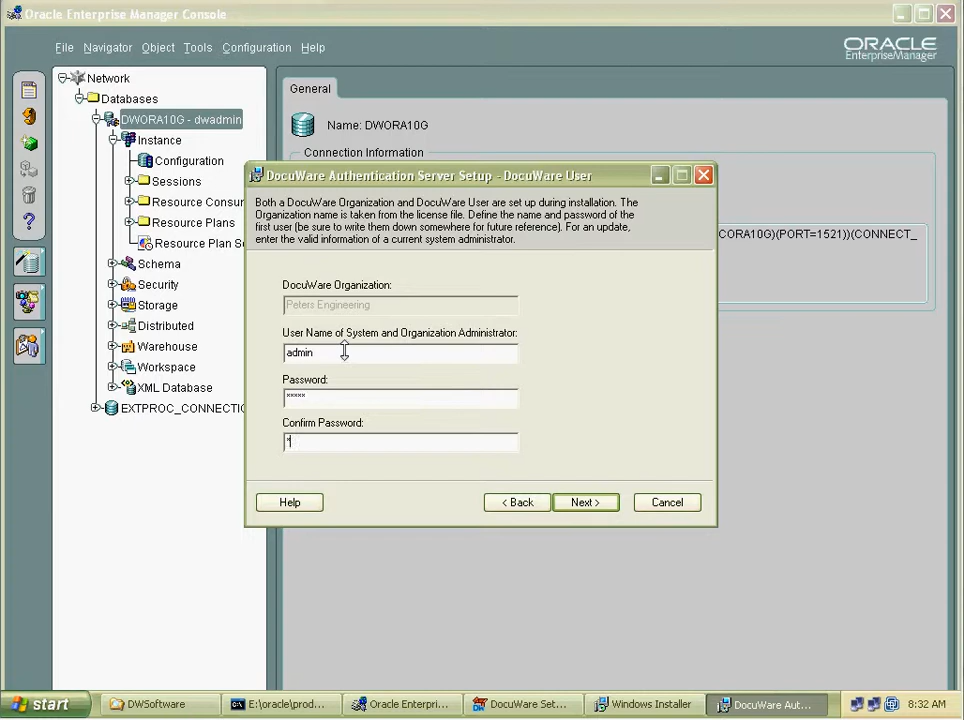 Oracle Enterprise Manager Console
File Navigator Object Tools Configuration Help
ORACLE
EnterpriseManager
Network
Databases
DWORA10G - dwadmin
Instance
Configuration
Sessions
Resource Consu
Resource Plans
Resource Plan S
Schema
Security
Storage
Distributed
Warehouse
Workspace
XML Database
EXTPROC_CONNECTIO
General
Name: DWORA10G
Connection Information
CORA10G)(PORT=1521))(CONNECT_
DocuWare Authentication Server Setup - DocuWare User
Both a DocuWare Organization and DocuWare User are set up during installation. The
Organization name is taken from the license file. Define the name and password of the
first user (be sure to write them down somewhere for future reference). For an update,
enter the valid information of a current system administrator.
DocuWare Organization:
Peters Engineering
User Name of System and Organization Administrator:
admin
Password:
*****
Confirm Password:
*
Help
< Back
Next >
Cancel
start
DWSoftware
E:\oracle\prod...
Oracle Enterpri...
DocuWare Set...
Windows Installer
DocuWare Aut...
8:32 AM